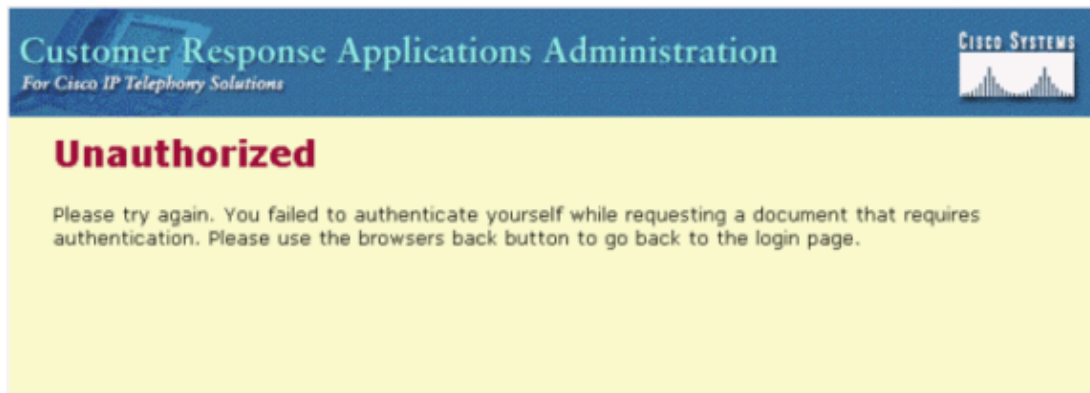 Customer Response Applications Administration
For Cisco IP Telephony Solutions
CISCO SYSTEMS
Unauthorized
Please try again. You failed to authenticate yourself while requesting a document that requires
authentication. Please use the browsers back button to go back to the login page.